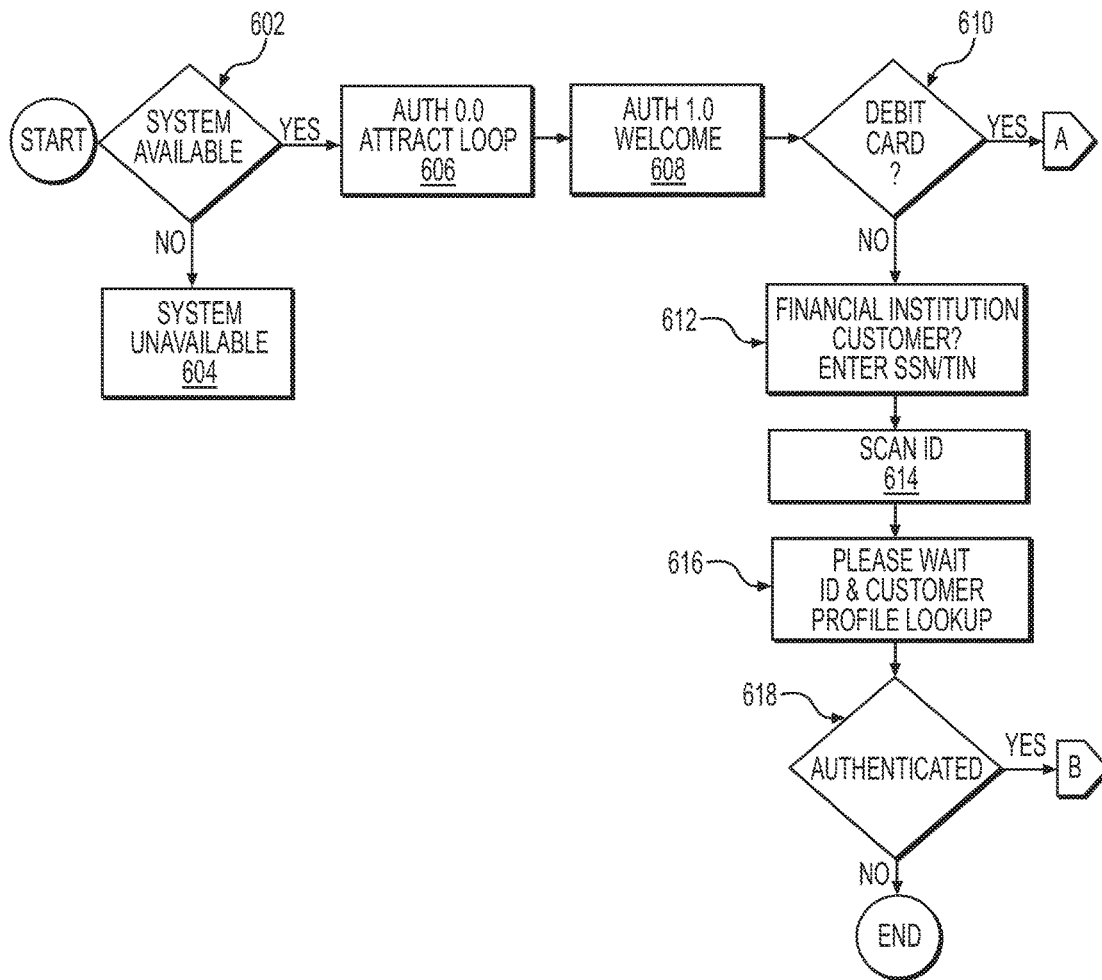 602
610
START
SYSTEM
AVAILABLE
YES
AUTH 0.0
ATTRACT LOOP
606
AUTH 1.0
WELCOME
608
DEBIT
CARD
?
YES
A
NO
SYSTEM
UNAVAILABLE
604
NO
612
FINANCIAL INSTITUTION
CUSTOMER?
ENTER SSN/TIN
SCAN ID
614
616
PLEASE WAIT
ID & CUSTOMER
PROFILE LOOKUP
618
AUTHENTICATED
YES
B
NO
END